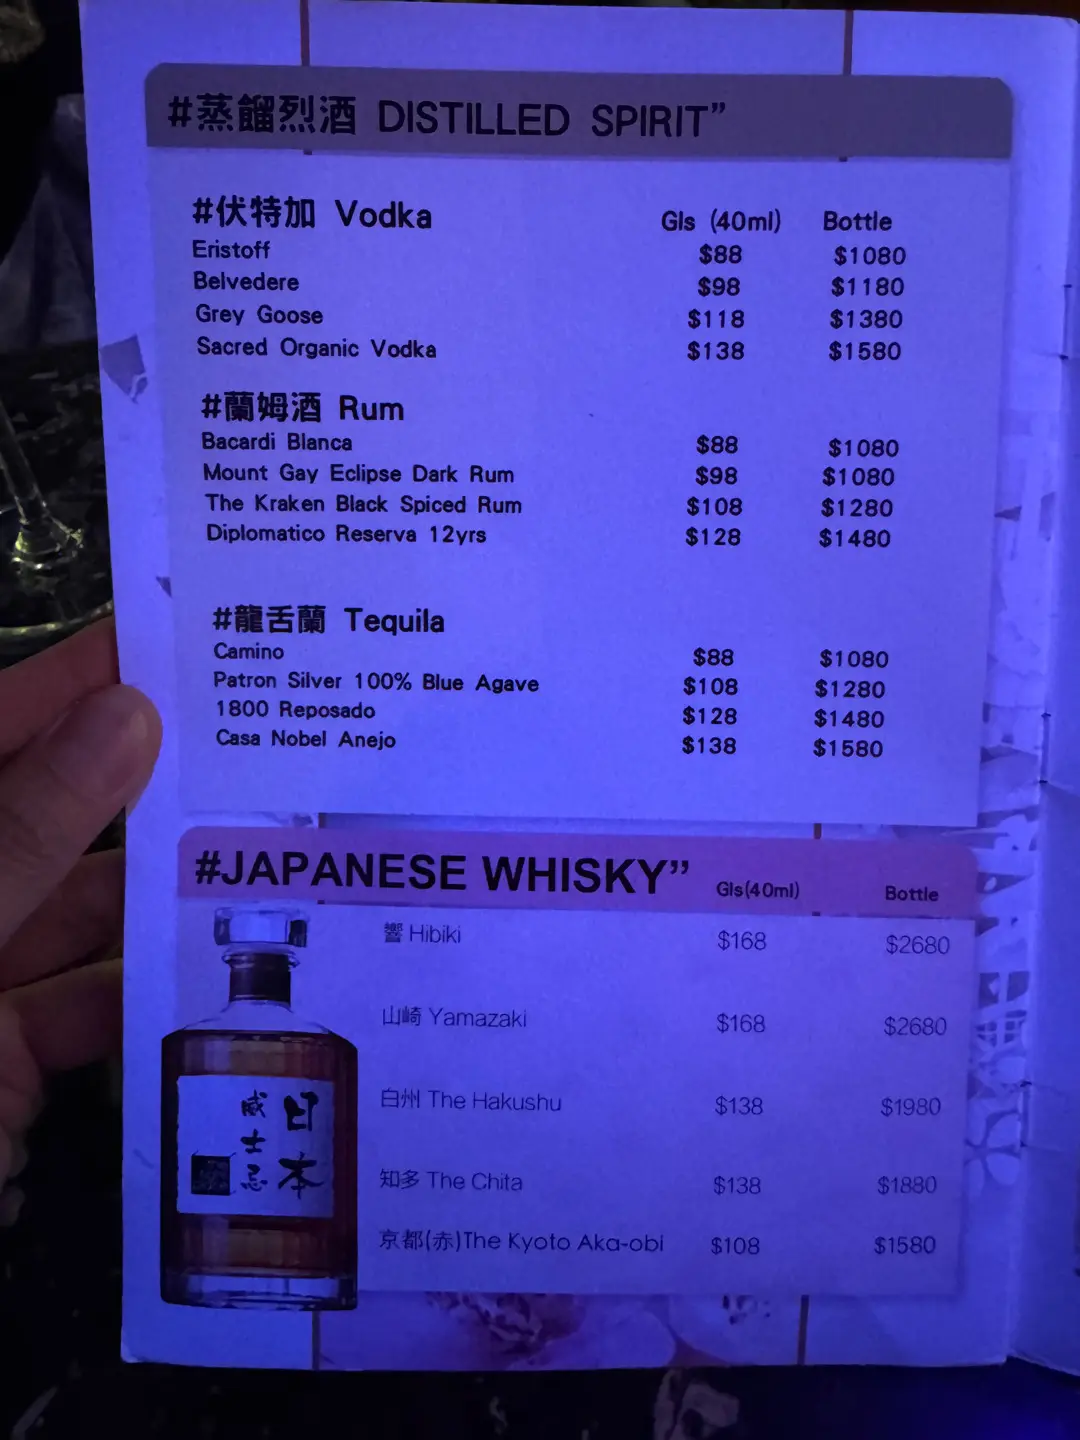 #蒸餾烈酒 DISTILLED SPIRIT”
#伏特加 Vodka Gls (40ml) Bottle
Eristoff $88 $1080
Belvedere $98 $1180
Grey Goose $118 $1380
Sacred Organic Vodka $138 $1580
#蘭姆酒 Rum
Bacardi Blanca $88 $1080
Mount Gay Eclipse Dark Rum $98 $1080
The Kraken Black Spiced Rum $108 $1280
Diplomatico Reserva 12yrs $128 $1480
#龍舌蘭 Tequila
Camino $88 $1080
Patron Silver 100% Blue Agave $108 $1280
1800 Reposado $128 $1480
Casa Nobel Anejo $138 $1580
#JAPANESE WHISKY” Gls(40ml) Bottle
響 Hibiki $168 $2680
山崎 Yamazaki $168 $2680
白州 The Hakushu $138 $1980
知多 The Chita $138 $1880
京都(赤)The Kyoto Aka-obi $108 $1580
日本
威士忌